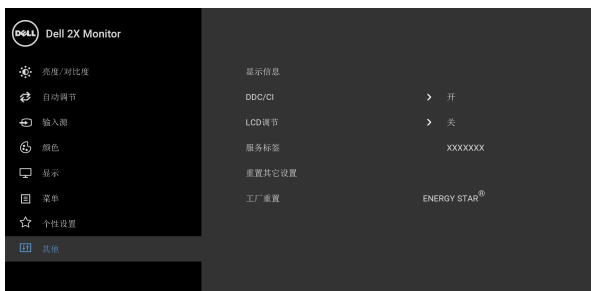 DELL Dell 2X Monitor
亮度/对比度
自动调节
输入源
颜色
显示
菜单
个性设置
其他
显示信息
DDC/CI > 开
LCD调节 > 关
服务标签 XXXXXXX
重置其它设置
工厂重置 ENERGY STAR®